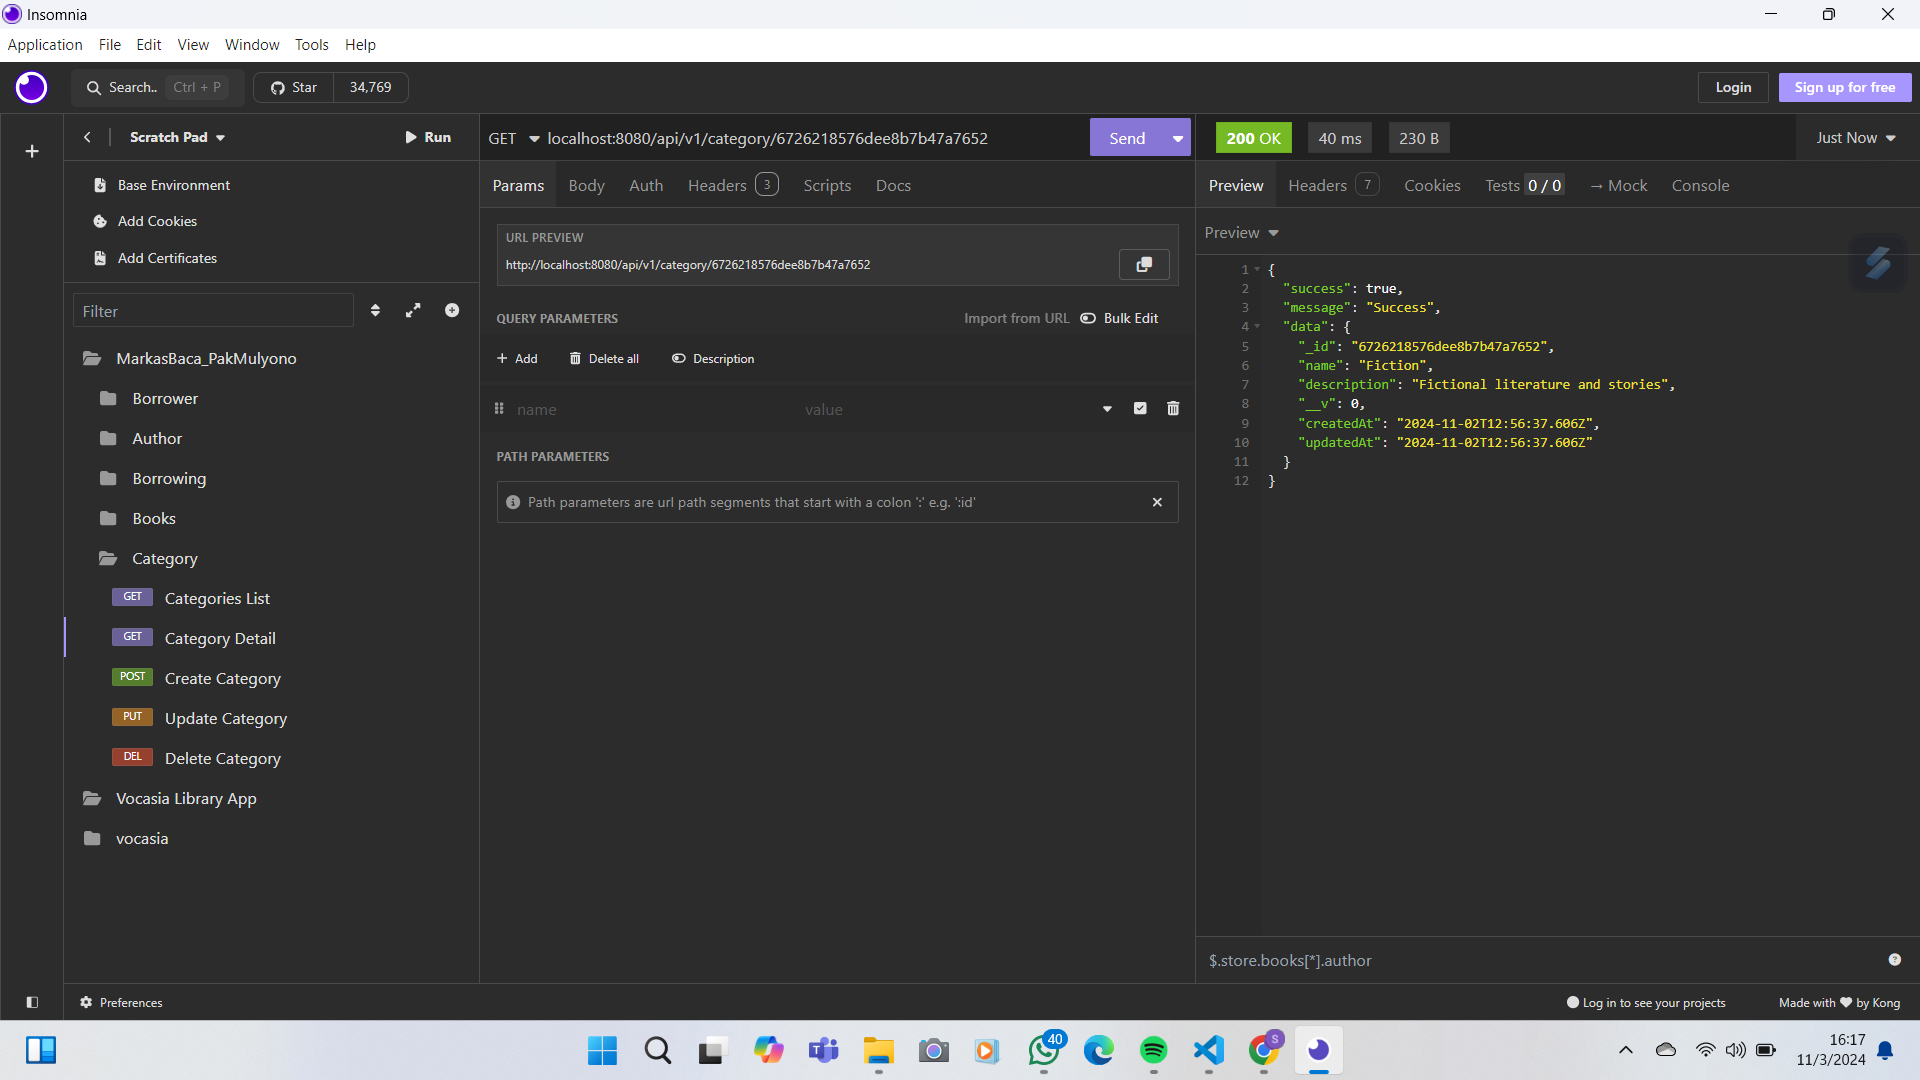 Insomnia
Application File Edit View Window Tools Help
Search.. Ctrl + P Star 34,769 Login Sign up for free
Scratch Pad Run
GET localhost:8080/api/v1/category/6726218576dee8b7b47a7652 Send
200 OK 40 ms 230 B Just Now
Base Environment
Add Cookies
Add Certificates
Filter
MarkasBaca_PakMulyono
Borrower
Author
Borrowing
Books
Category
GET Categories List
GET Category Detail
POST Create Category
PUT Update Category
DEL Delete Category
Vocasia Library App
vocasia
Params Body Auth Headers 3 Scripts Docs
URL PREVIEW
http://localhost:8080/api/v1/category/6726218576dee8b7b47a7652
QUERY PARAMETERS Import from URL Bulk Edit
Add Delete all Description
name value
PATH PARAMETERS
Path parameters are url path segments that start with a colon ':' e.g. ':id'
Preview Headers 7 Cookies Tests 0 / 0 → Mock Console
Preview
1 {
2 "success": true,
3 "message": "Success",
4 "data": {
5 "_id": "6726218576dee8b7b47a7652",
6 "name": "Fiction",
7 "description": "Fictional literature and stories",
8 "__v": 0,
9 "createdAt": "2024-11-02T12:56:37.606Z",
10 "updatedAt": "2024-11-02T12:56:37.606Z"
11 }
12 }
$.store.books[*].author
Preferences Log in to see your projects Made with ♥ by Kong
40
S
16:17
11/3/2024